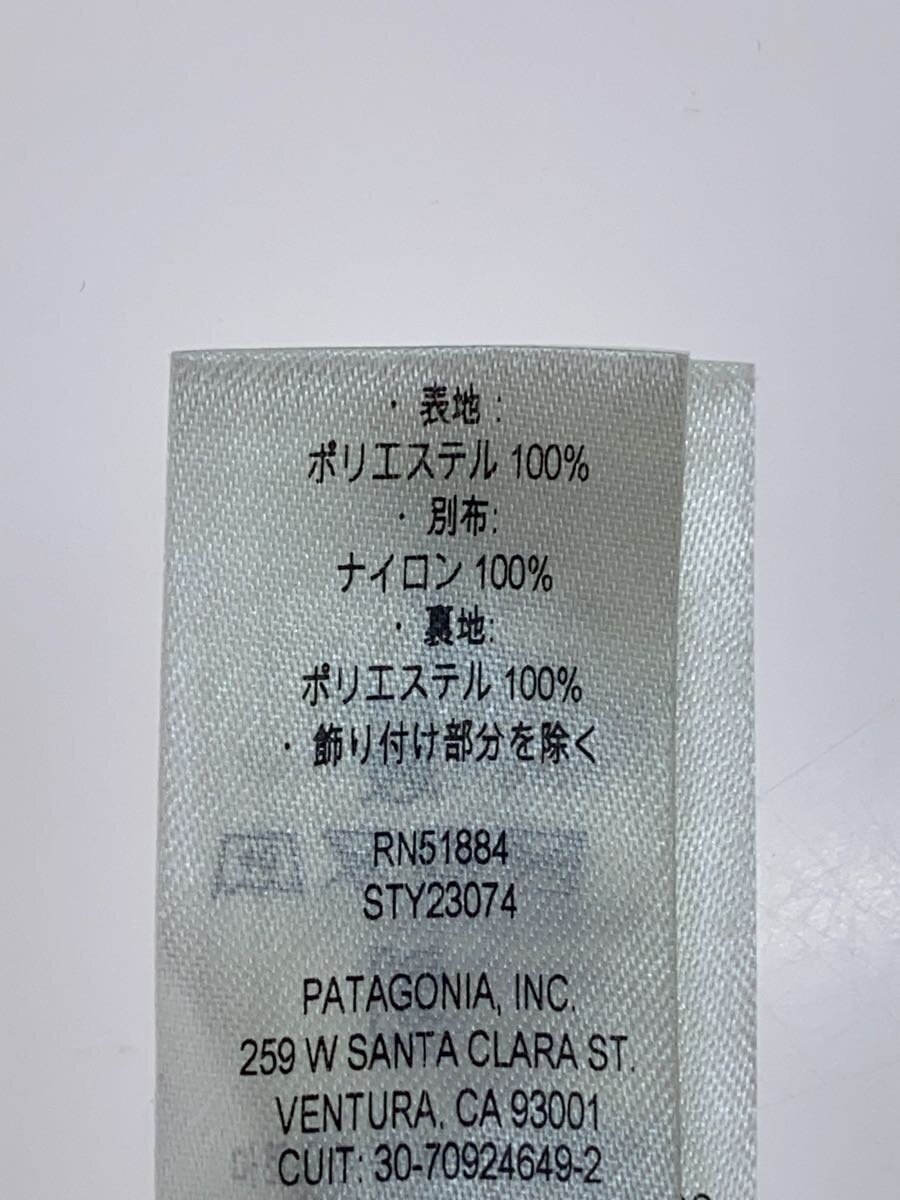 ・表地：
ポリエステル 100%
・別布:
ナイロン 100%
・裏地:
ポリエステル 100%
・飾り付け部分を除く
RN51884
STY23074
PATAGONIA, INC.
259 W SANTA CLARA ST.
VENTURA, CA 93001
CUIT: 30-70924649-2